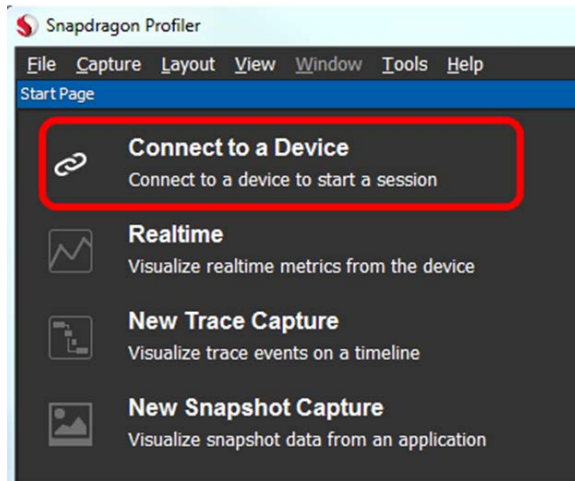 Snapdragon Profiler
File Capture Layout View Window Tools Help
Start Page
Connect to a Device
Connect to a device to start a session
Realtime
Visualize realtime metrics from the device
New Trace Capture
Visualize trace events on a timeline
New Snapshot Capture
Visualize snapshot data from an application